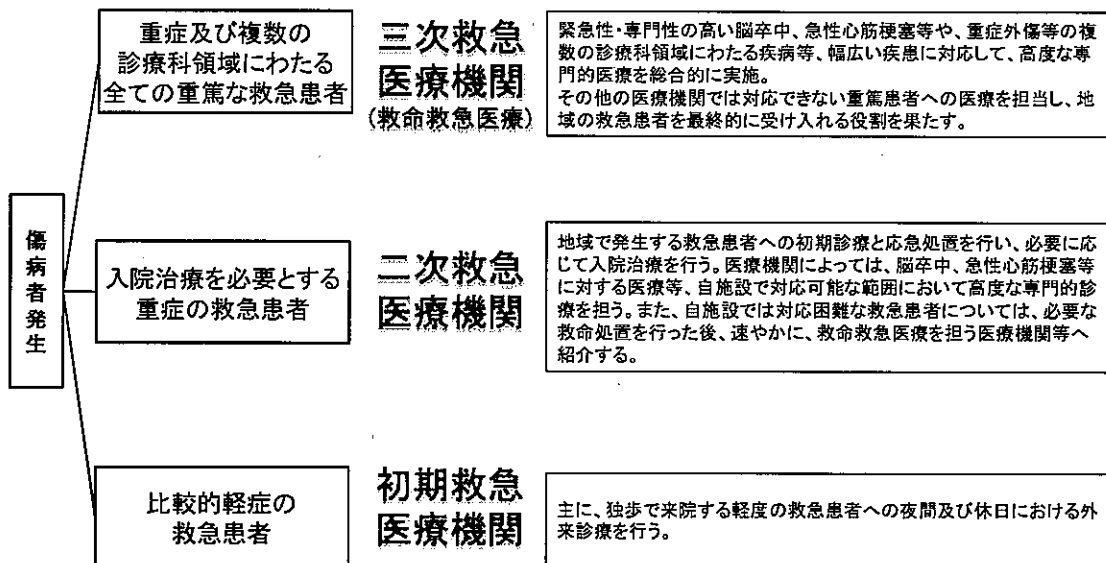 重症及び複数の
診療科領域にわたる
全ての重篤な救急患者
三次救急
医療機関
(救命救急医療)
緊急性・専門性の高い脳卒中、急性心筋梗塞等や、重症外傷等の複
数の診療科領域にわたる疾病等、幅広い疾患に対応して、高度な専
門的医療を総合的に実施。
その他の医療機関では対応できない重篤患者への医療を担当し、地
域の救急患者を最終的に受け入れる役割を果たす。
傷病者発生
入院治療を必要とする
重症の救急患者
二次救急
医療機関
地域で発生する救急患者への初期診療と応急処置を行い、必要に応
じて入院治療を行う。医療機関によっては、脳卒中、急性心筋梗塞等
に対する医療等、自施設で対応可能な範囲において高度な専門的診
療を担う。また、自施設では対応困難な救急患者については、必要な
救命処置を行った後、速やかに、救命救急医療を担う医療機関等へ
紹介する。
比較的軽症の
救急患者
初期救急
医療機関
主に、独歩で来院する軽度の救急患者への夜間及び休日における外
来診療を行う。